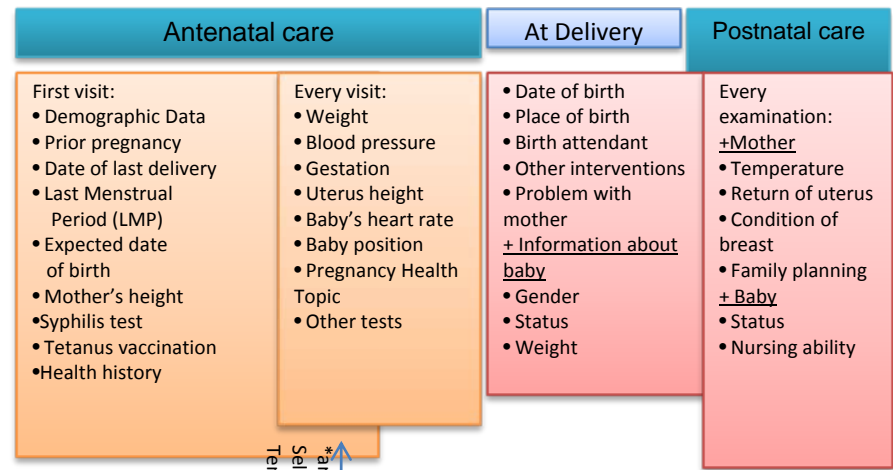 Antenatal care
At Delivery
Postnatal care
First visit:
• Demographic Data
• Prior pregnancy
• Date of last delivery
• Last Menstrual
Period (LMP)
• Expected date
of birth
• Mother's height
•Syphilis test
• Tetanus vaccination
•Health history
Every visit:
• Weight
• Blood pressure
• Gestation
• Uterus height
• Baby's heart rate
• Baby position
• Pregnancy Health
Topic
• Other tests
• Date of birth
• Place of birth
• Birth attendant
• Other interventions
• Problem with
mother
+ Information about
baby
• Gender
• Status
• Weight
Every
examination:
+Mother
• Temperature
• Return of uterus
• Condition of
breast
• Family planning
+ Baby
• Status
• Nursing ability